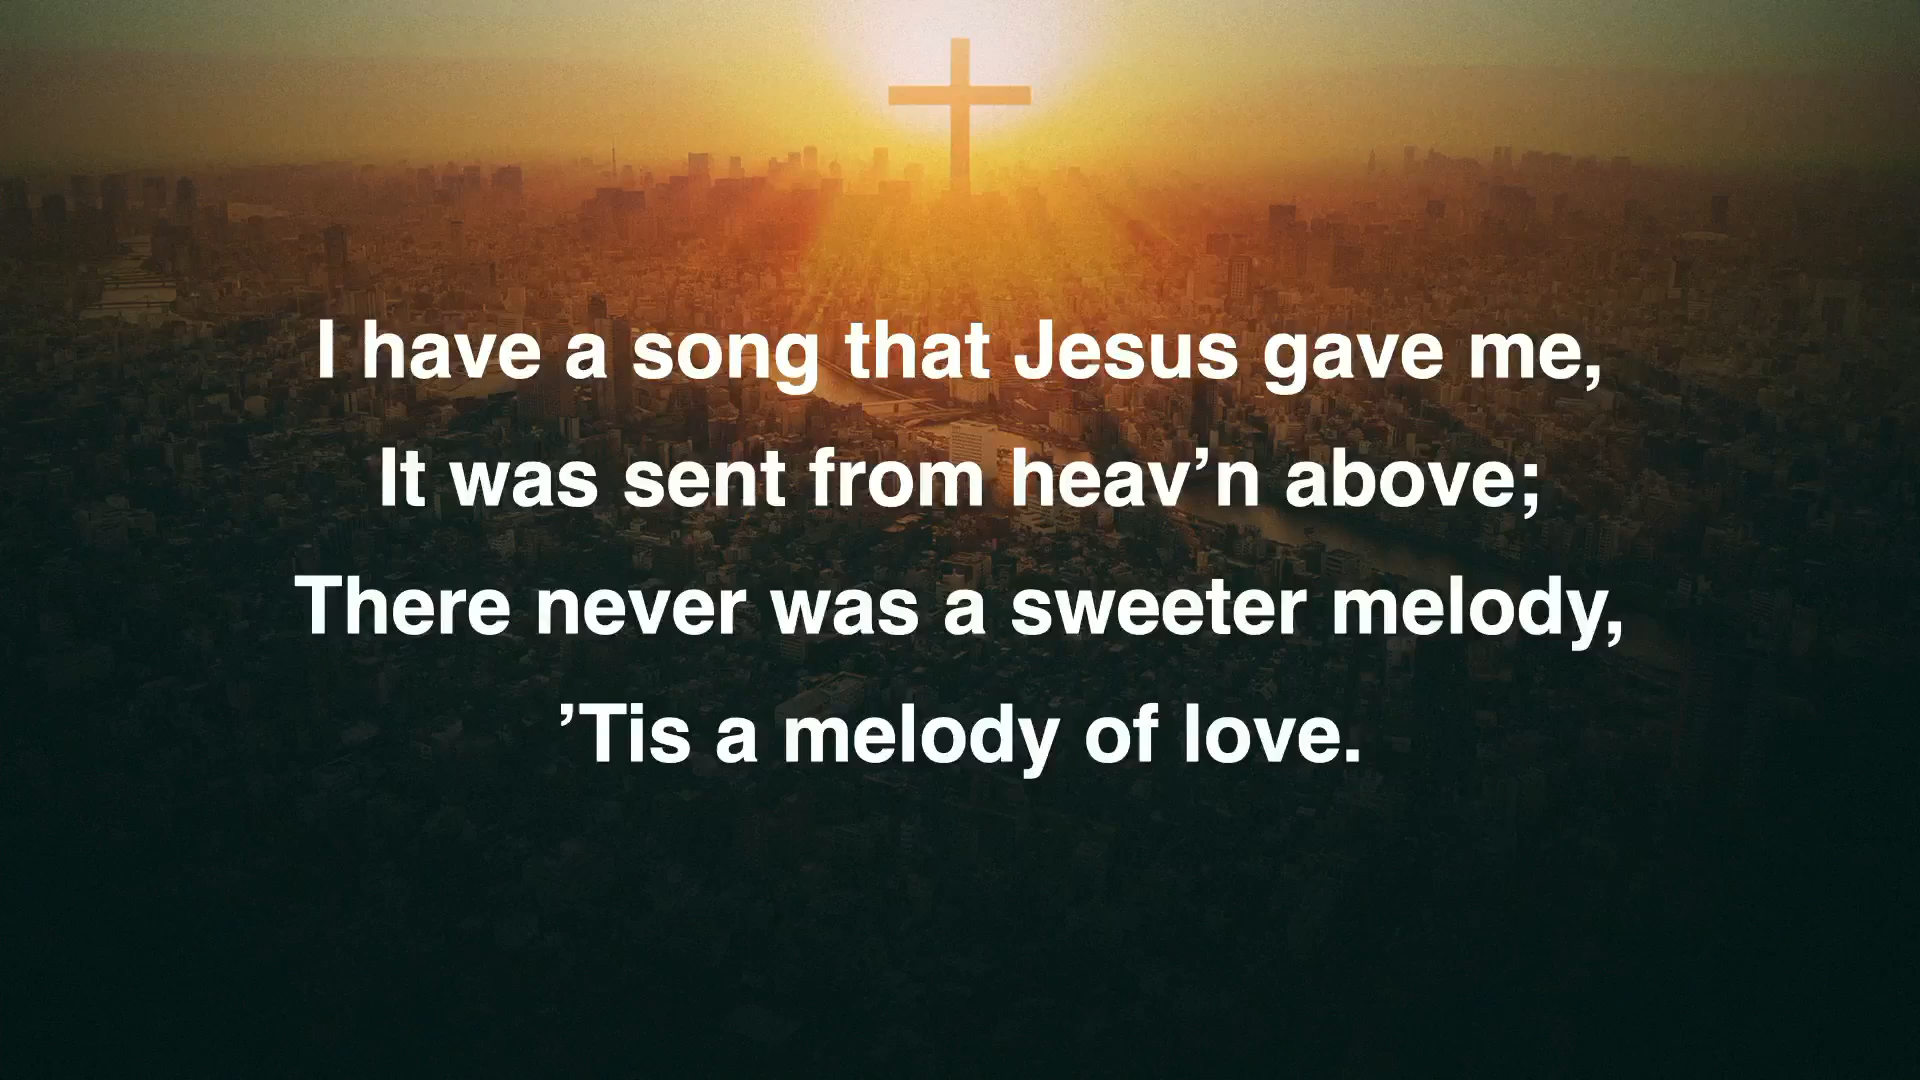 I have a song that Jesus gave me,
It was sent from heav’n above;
There never was a sweeter melody,
’Tis a melody of love.